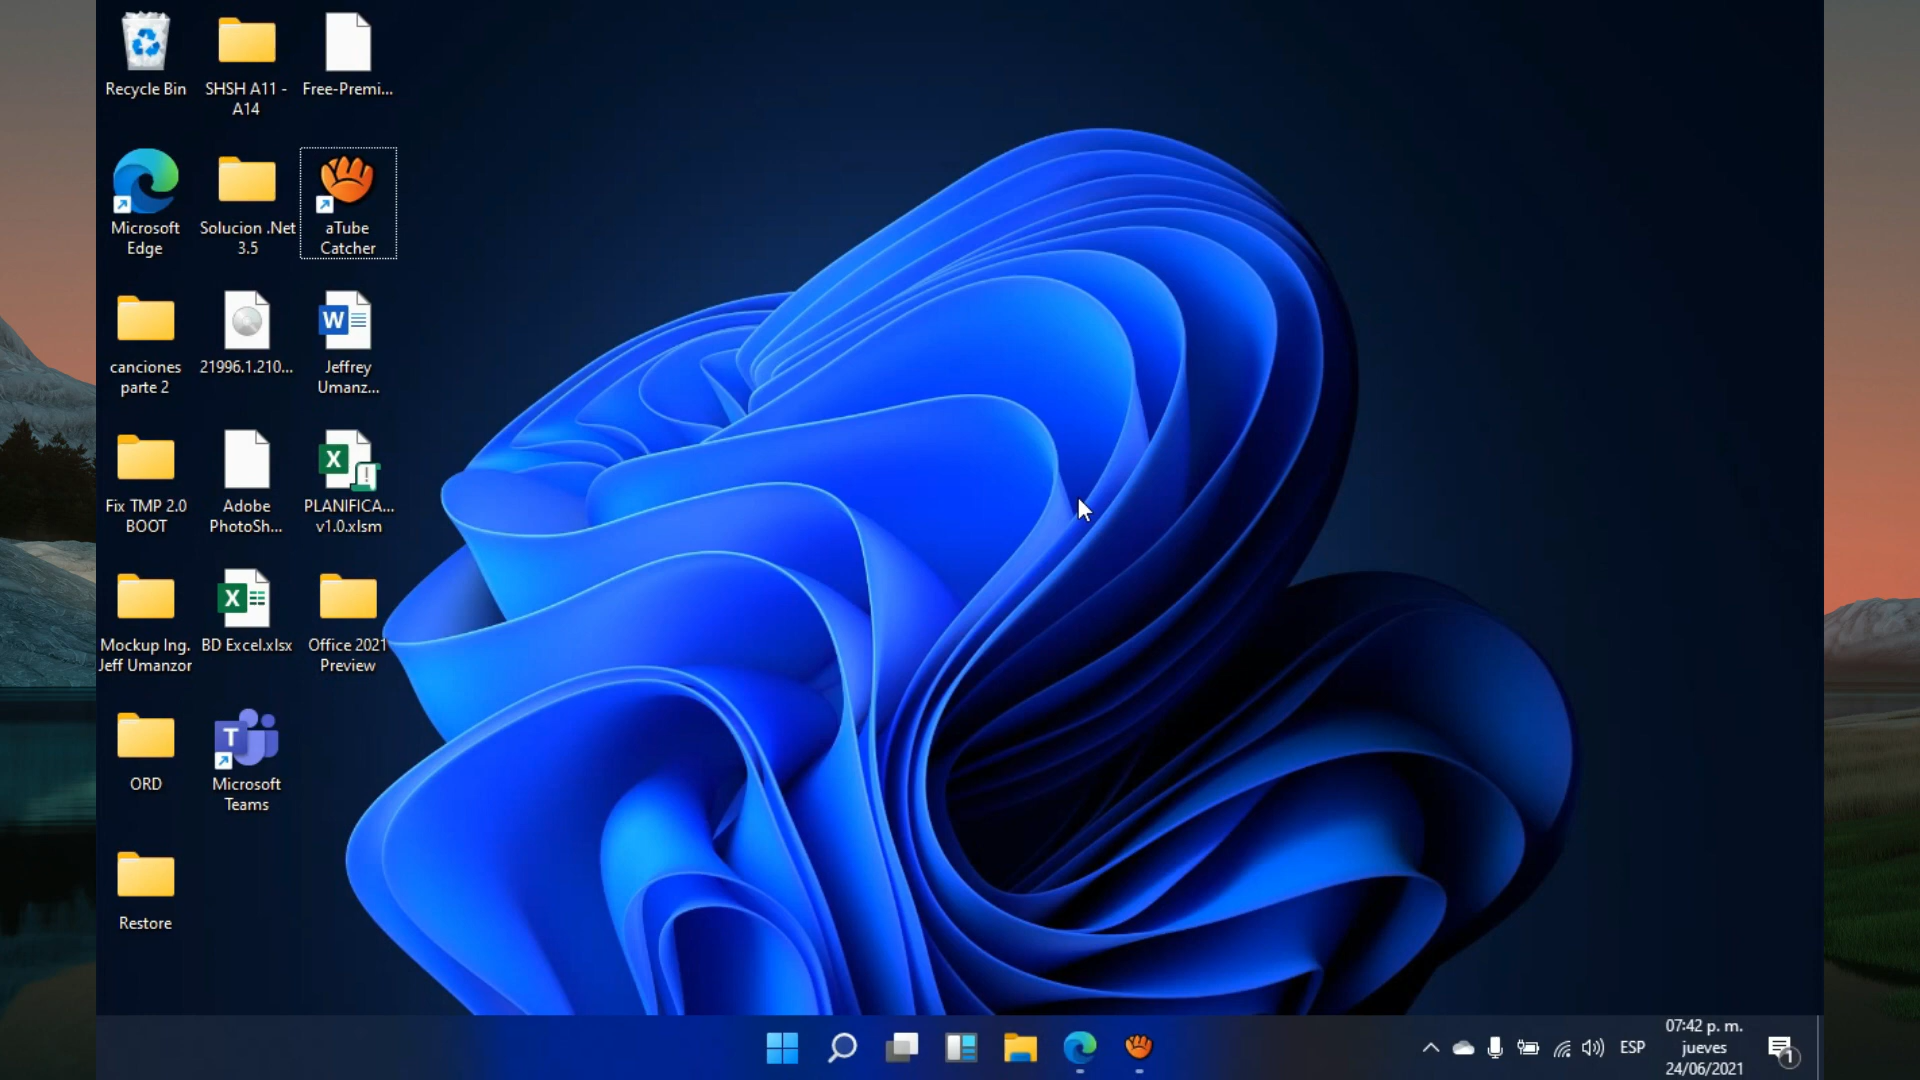 Recycle Bin
SHSH A11 -
A14
Free-Premi...
Microsoft
Edge
Solucion .Net
3.5
aTube
Catcher
canciones
parte 2
21996.1.210...
W
Jeffrey
Umanz...
Fix TMP 2.0
BOOT
Adobe
PhotoSh...
X
PLANIFICA...
v1.0.xlsm
Mockup Ing.
Jeff Umanzor
X
BD Excel.xlsx
Office 2021
Preview
ORD
T
Microsoft
Teams
Restore
ESP
07:42 p. m.
jueves
24/06/2021
1